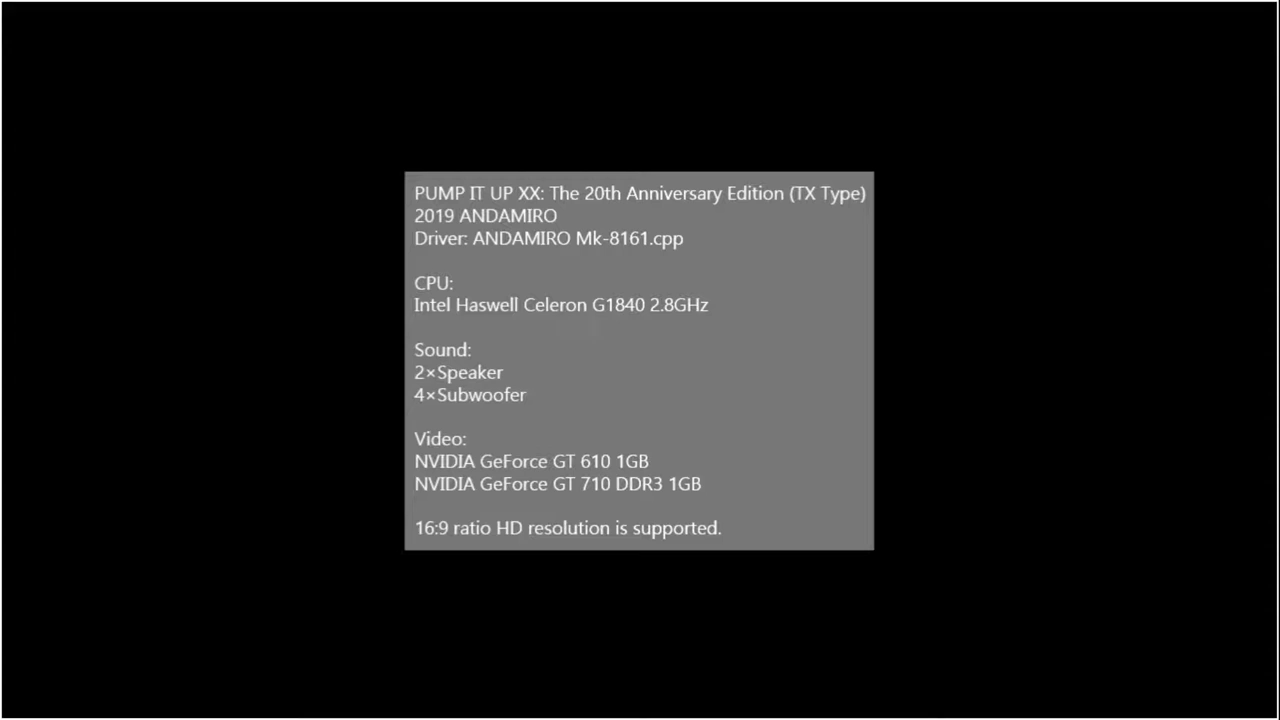 PUMP IT UP XX: The 20th Anniversary Edition (TX Type)
2019 ANDAMIRO
Driver: ANDAMIRO Mk-8161.cpp
CPU:
Intel Haswell Celeron G1840 2.8GHz
Sound:
2×Speaker
4×Subwoofer
Video:
NVIDIA GeForce GT 610 1GB
NVIDIA GeForce GT 710 DDR3 1GB
16:9 ratio HD resolution is supported.